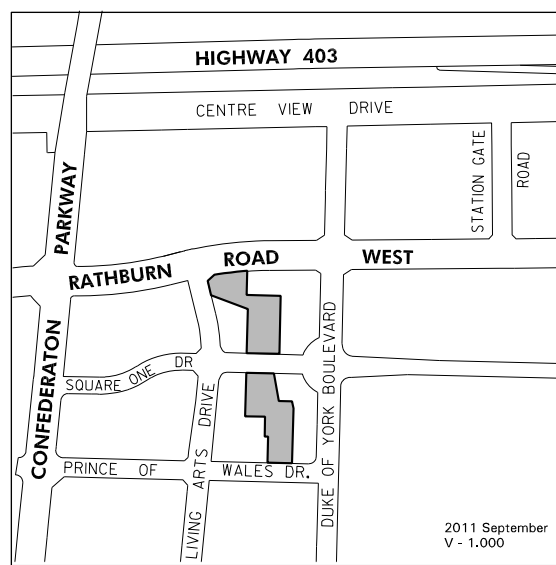 HIGHWAY 403
CENTRE VIEW DRIVE
STATION GATE
ROAD
PARKWAY
RATHBURN ROAD WEST
CONFEDERATON
SQUARE ONE DR
LIVING ARTS DRIVE
DUKE OF YORK BOULEVARD
PRINCE OF WALES DR.
2011 September
V - 1.000